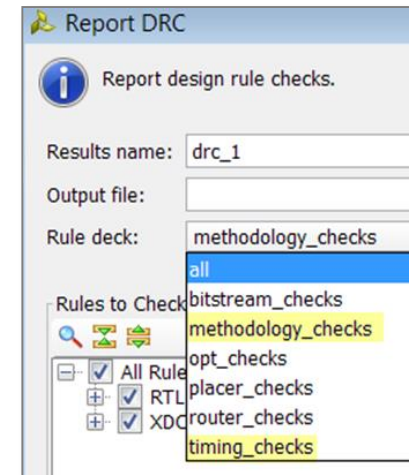 Report DRC
Report design rule checks.
Results name: drc_1
Output file:
Rule deck: methodology_checks
all
bitstream_checks
Rules to Check
methodology_checks
opt_checks
All Rule
placer_checks
RTL
router_checks
XDC
timing_checks